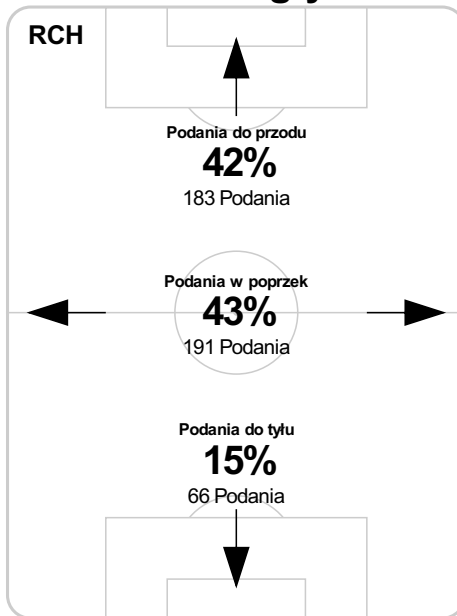 RCH
Podania do przodu
42%
183 Podania
Podania w poprzek
43%
191 Podania
Podania do tyłu
15%
66 Podania